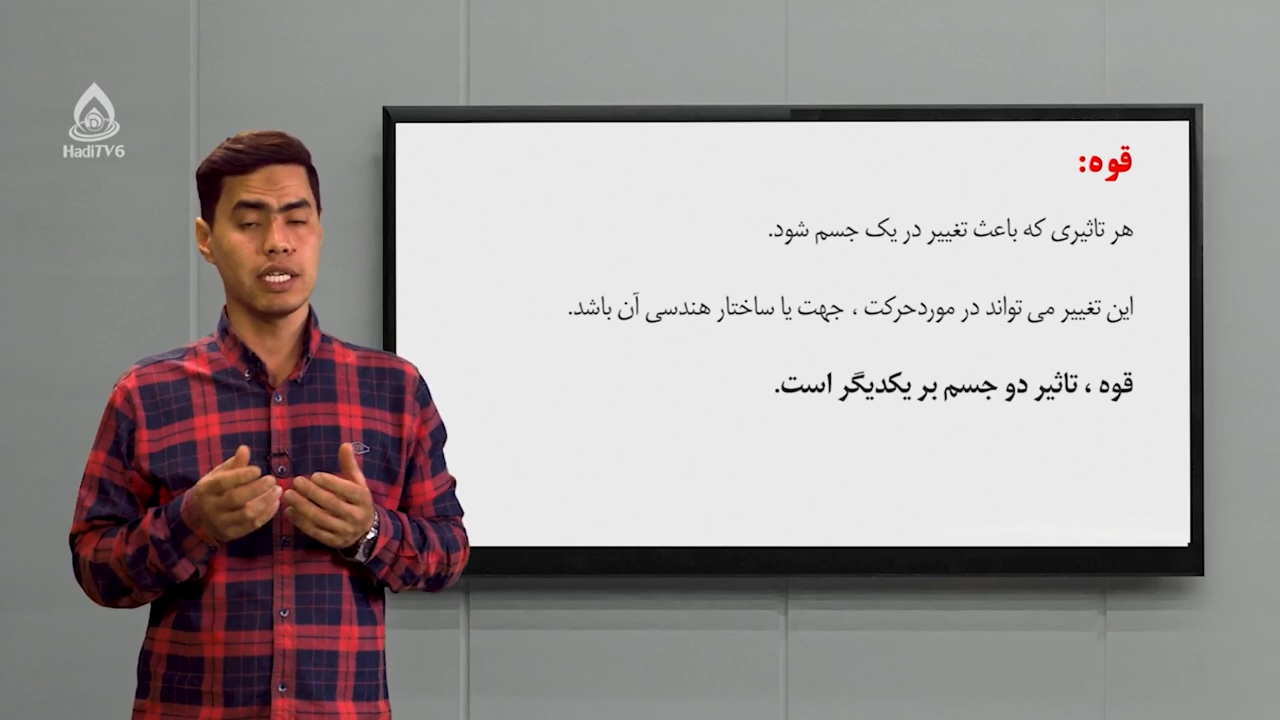 HadiTV6
قوه:
هر تاثیری که باعث تغییر در یک جسم شود.
این تغییر می تواند در موردحرکت ، جهت یا ساختار هندسی آن باشد.
قوه ، تاثیر دو جسم بر یکدیگر است.